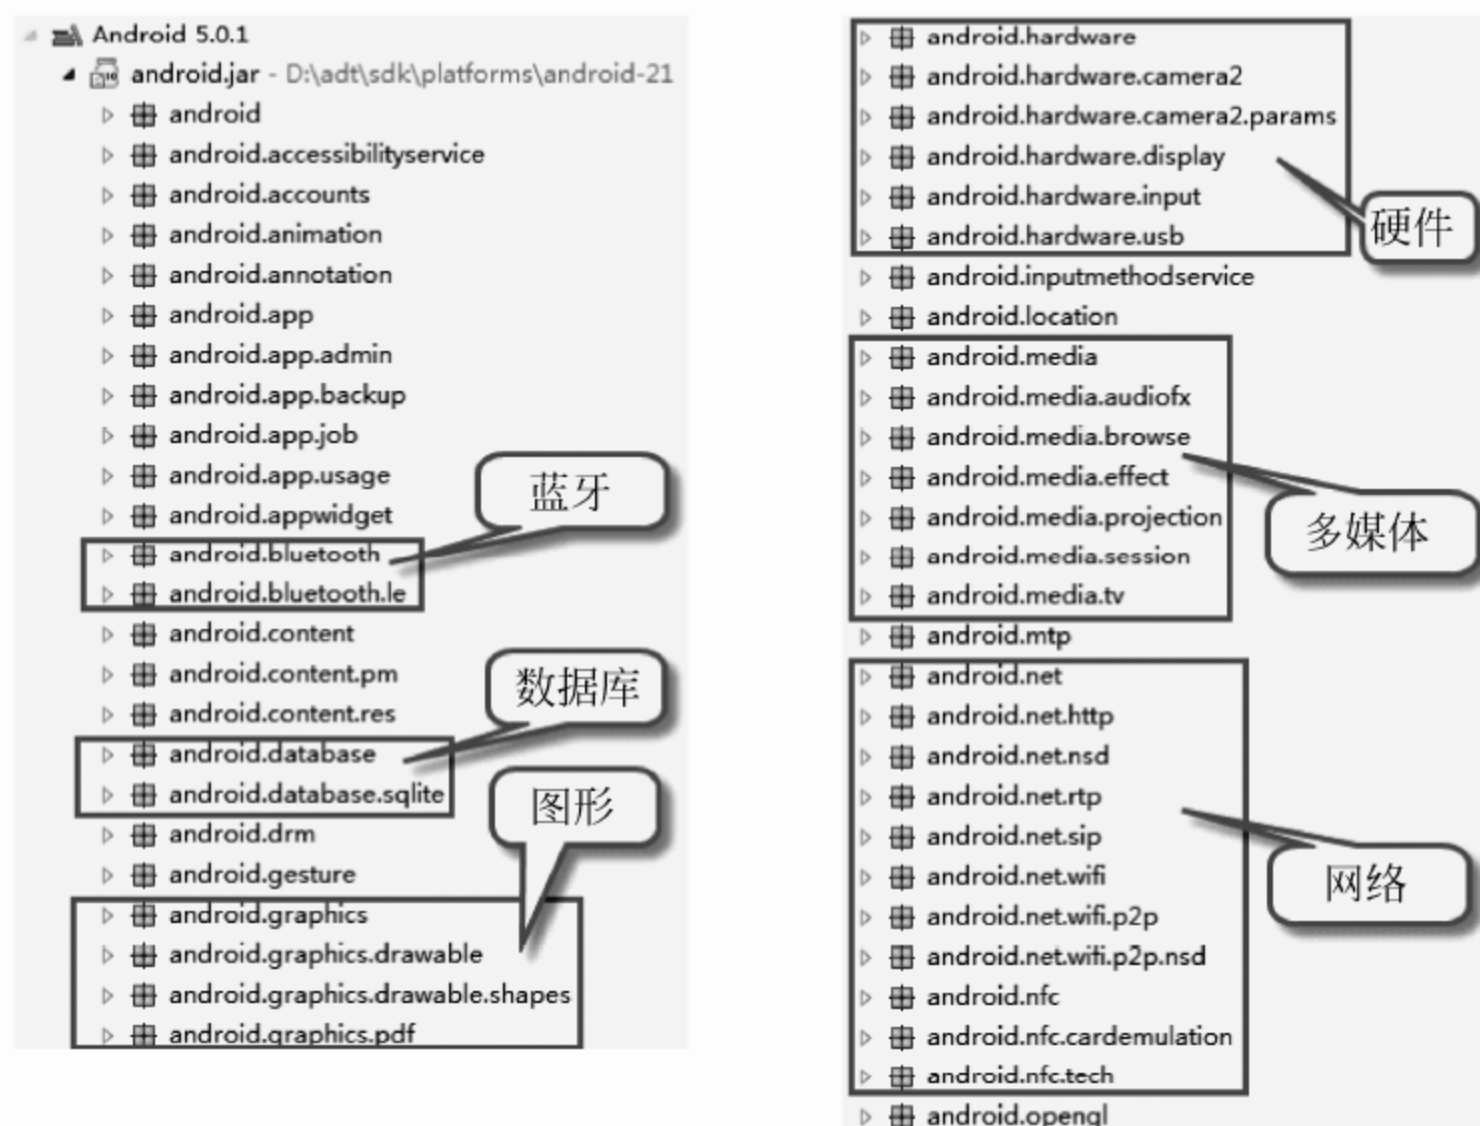 Android 5.0.1
android.jar - D:\adt\sdk\platforms\android-21
android
android.accessibilityservice
android.accounts
android.animation
android.annotation
android.app
android.app.admin
android.app.backup
android.app.job
android.app.usage
android.appwidget
蓝牙
android.bluetooth
android.bluetooth.le
android.content
android.content.pm
android.content.res
数据库
android.database
android.database.sqlite
android.drm
android.gesture
图形
android.graphics
android.graphics.drawable
android.graphics.drawable.shapes
android.graphics.pdf
android.hardware
android.hardware.camera2
android.hardware.camera2.params
android.hardware.display
android.hardware.input
android.hardware.usb
硬件
android.inputmethodservice
android.location
android.media
android.media.audiofx
android.media.browse
android.media.effect
android.media.projection
android.media.session
android.media.tv
多媒体
android.mtp
android.net
android.net.http
android.net.nsd
android.net.rtp
android.net.sip
android.net.wifi
android.net.wifi.p2p
android.net.wifi.p2p.nsd
android.nfc
android.nfc.cardemulation
android.nfc.tech
网络
android.opengl